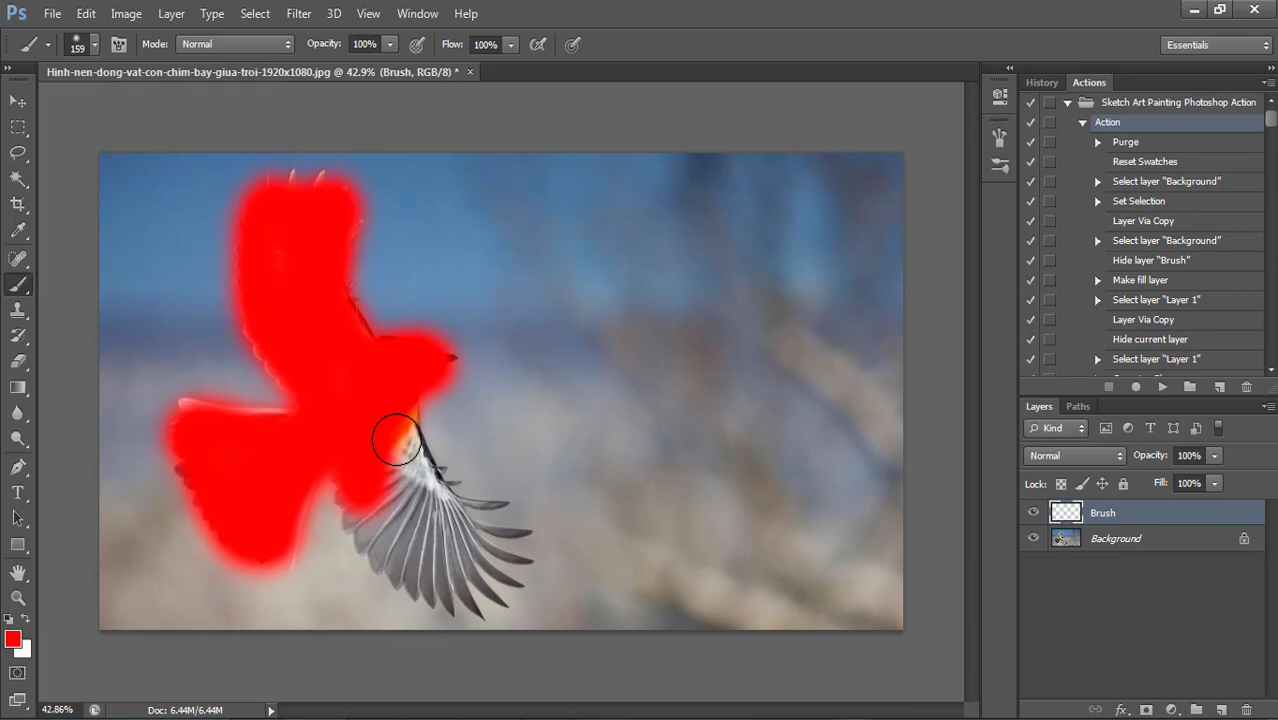 Ps File Edit Image Layer Type Select Filter 3D View Window Help
159 Mode: Normal Opacity: 100% Flow: 100% Essentials
Hinh-nen-dong-vat-con-chim-bay-giua-troi-1920x1080.jpg @ 42.9% (Brush, RGB/8) * ×
History Actions
Sketch Art Painting Photoshop Action
Action
Purge
Reset Swatches
Select layer "Background"
Set Selection
Layer Via Copy
Select layer "Background"
Hide layer "Brush"
Make fill layer
Select layer "Layer 1"
Layer Via Copy
Hide current layer
Select layer "Layer 1"
Layers Paths
Kind
Normal Opacity: 100%
Lock: Fill: 100%
Brush
Background
42.86% Doc: 6.44M/6.44M